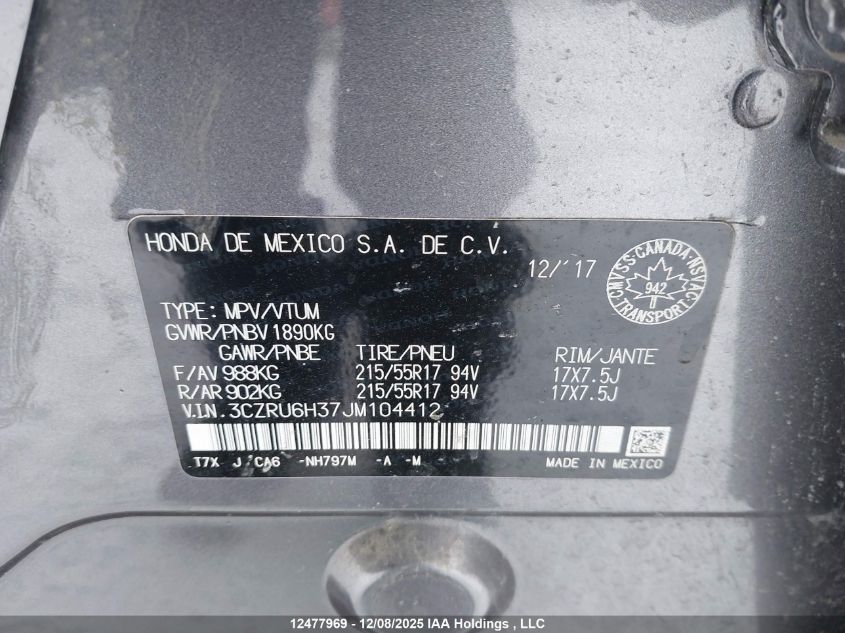 HONDA DE MEXICO S.A. DE C.V.
12/'17
CMVSS·CANADA·NSVAC
942
TRANSPORT
TYPE: MPV/VTUM
GVWR/PNBV 1890KG
GAWR/PNBE TIRE/PNEU RIM/JANTE
F/AV 988KG 215/55R17 94V 17X7.5J
R/AR 902KG 215/55R17 94V 17X7.5J
V.I.N. 3CZRU6H37JM104412
T7X J CA6 -NH797M -A -M MADE IN MEXICO
12477969 - 12/08/2025 IAA Holdings , LLC